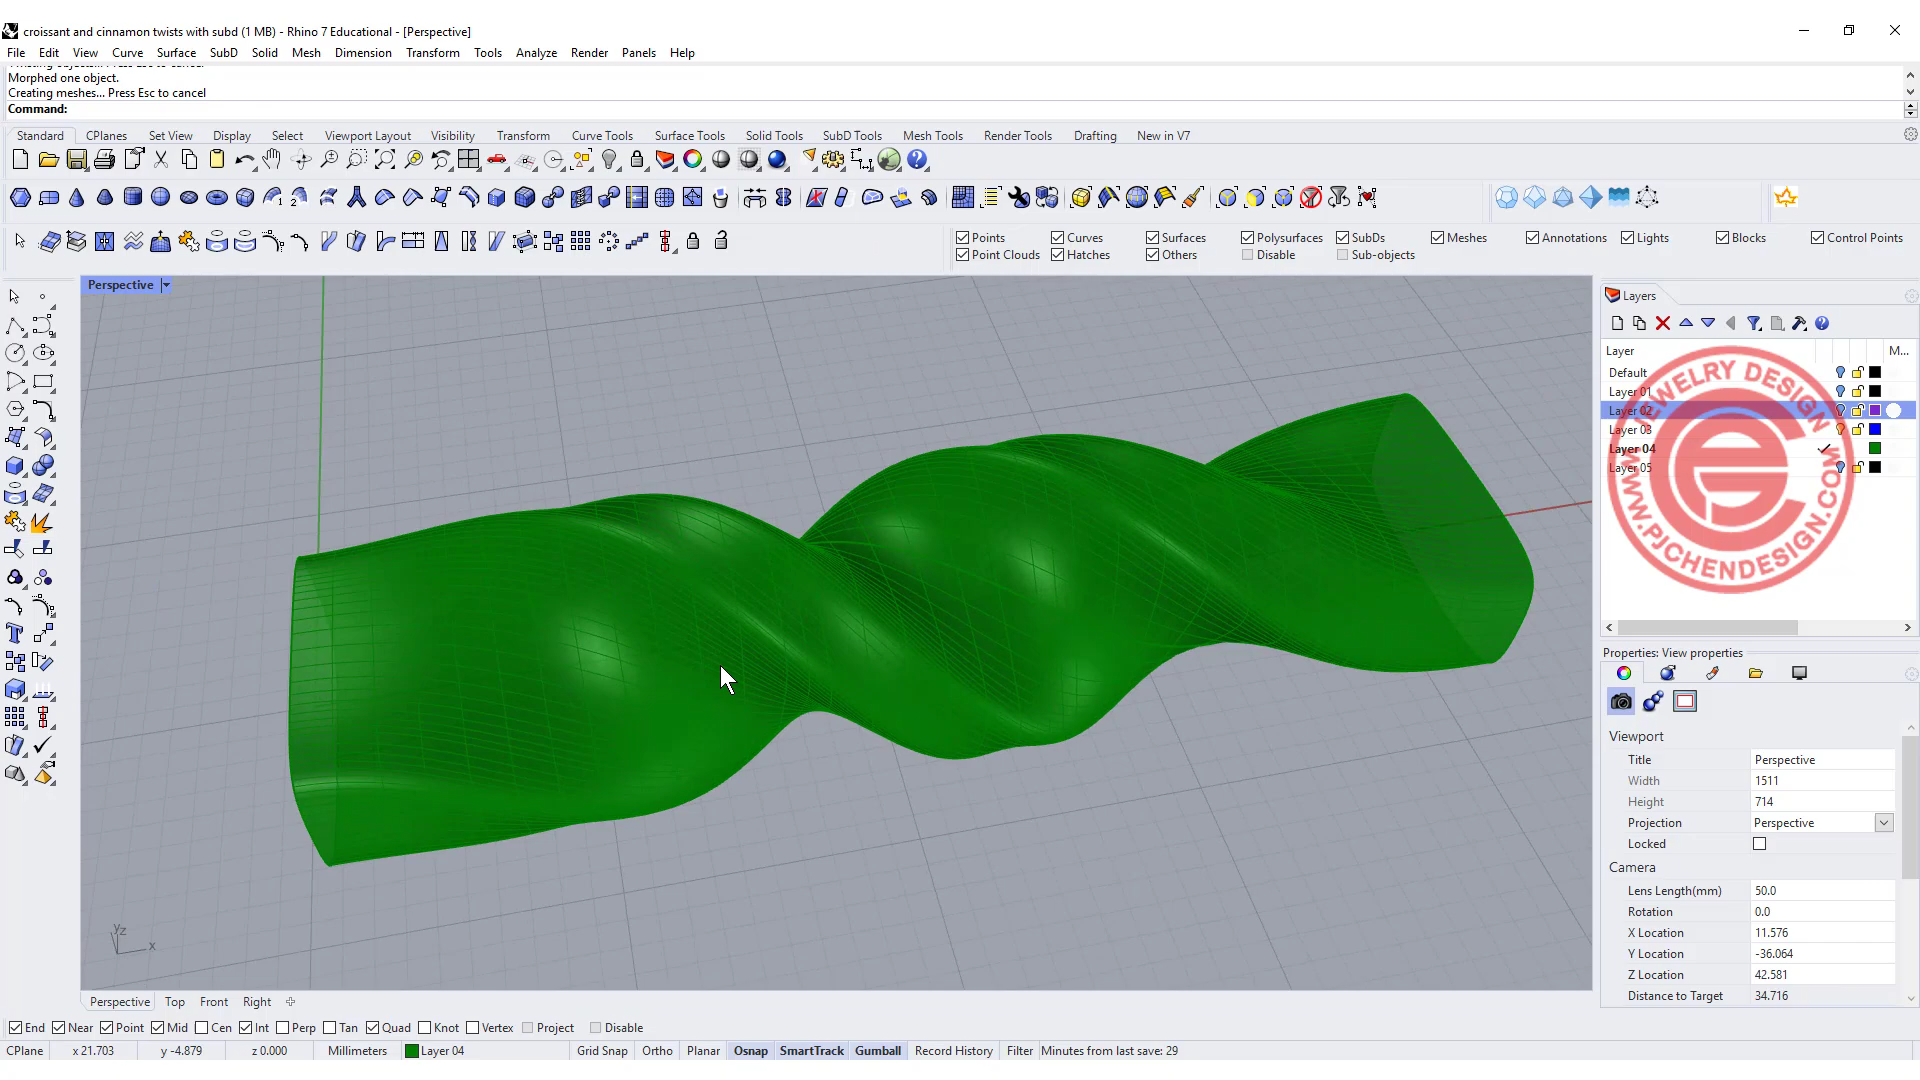 croissant and cinnamon twists with subd (1 MB) - Rhino 7 Educational - [Perspective]
File Edit View Curve Surface SubD Solid Mesh Dimension Transform Tools Analyze Render Panels Help
Morphed one object.
Creating meshes... Press Esc to cancel
Command:
Standard CPlanes Set View Display Select Viewport Layout Visibility Transform Curve Tools Surface Tools Solid Tools SubD Tools Mesh Tools Render Tools Drafting New in V7
Points Curves Surfaces Polysurfaces SubDs Meshes Annotations Lights Blocks Control Points
Point Clouds Hatches Others Disable Sub-objects
Perspective
Layers
Layer M...
Default
Layer 01
Layer 02
Layer 03
Layer 04
Layer 05
JEWELRY DESIGN
WWW.PJCHENDESIGN.COM
Properties: View properties
Viewport
Title Perspective
Width 1511
Height 714
Projection Perspective
Locked
Camera
Lens Length(mm) 50.0
Rotation 0.0
X Location 11.576
Y Location -36.064
Z Location 42.581
Distance to Target 34.716
y z x
Perspective Top Front Right
End Near Point Mid Cen Int Perp Tan Quad Knot Vertex Project Disable
CPlane x 21.703 y -4.879 z 0.000 Millimeters Layer 04 Grid Snap Ortho Planar Osnap SmartTrack Gumball Record History Filter Minutes from last save: 29